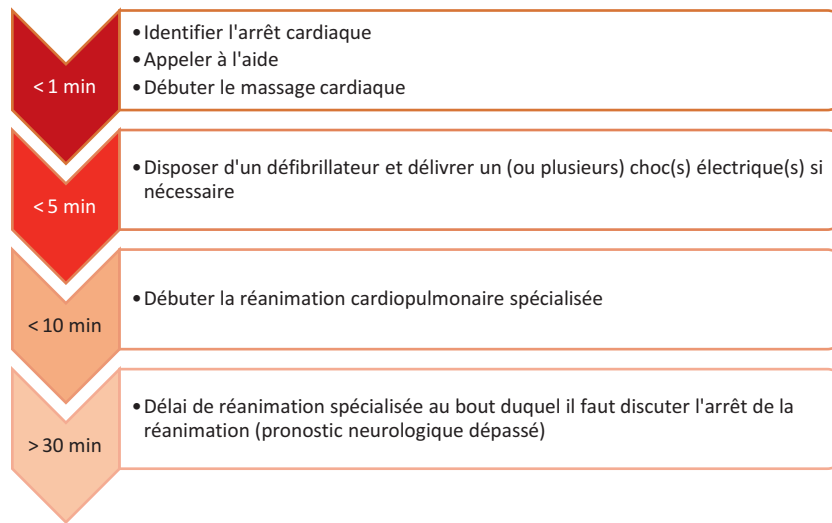 < 1 min
•Identifier l'arrêt cardiaque
•Appeler à l'aide
•Débuter le massage cardiaque
< 5 min
•Disposer d'un défibrillateur et délivrer un (ou plusieurs) choc(s) électrique(s) si
nécessaire
< 10 min
•Débuter la réanimation cardiopulmonaire spécialisée
> 30 min
•Délai de réanimation spécialisée au bout duquel il faut discuter l'arrêt de la
réanimation (pronostic neurologique dépassé)